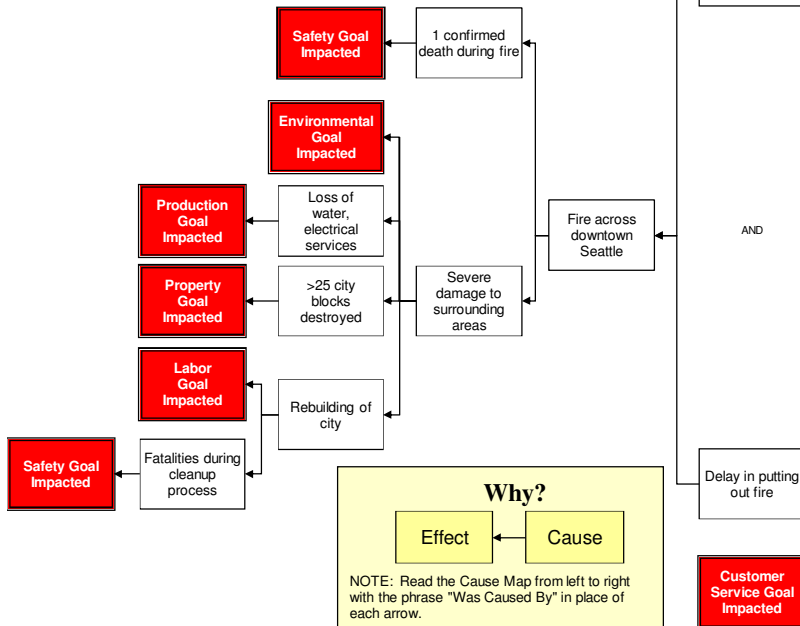 Safety Goal
Impacted
1 confirmed
death during fire
Environmental
Goal
Impacted
Production
Goal
Impacted
Loss of
water,
electrical
services
Fire across
downtown
Seattle
AND
Property
Goal
Impacted
>25 city
blocks
destroyed
Severe
damage to
surrounding
areas
Labor
Goal
Impacted
Rebuilding of
city
Safety Goal
Impacted
Fatalities during
cleanup
process
Delay in putting
out fire
Why?
Effect
Cause
NOTE: Read the Cause Map from left to right
with the phrase "Was Caused By" in place of
each arrow.
Customer
Service Goal
Impacted